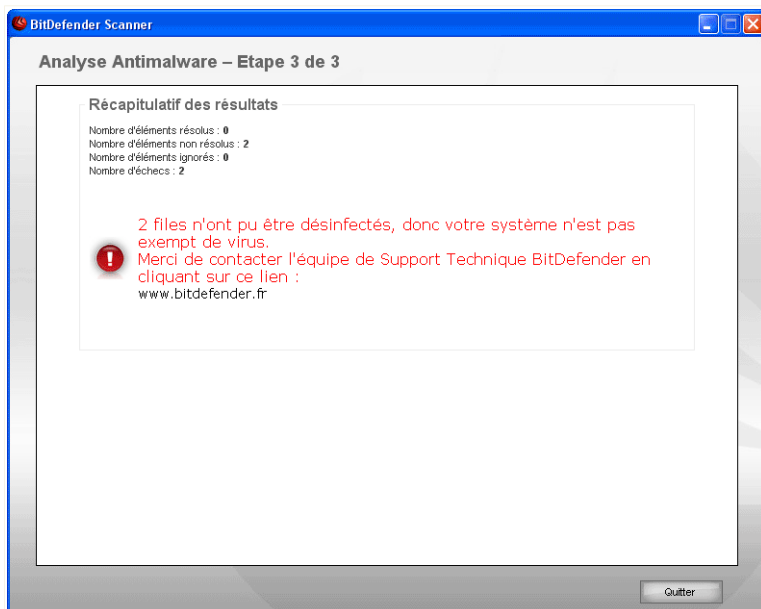 BitDefender Scanner
Analyse Antimalware – Etape 3 de 3
Récapitulatif des résultats
Nombre d'éléments résolus : 0
Nombre d'éléments non résolus : 2
Nombre d'éléments ignorés : 0
Nombre d'échecs : 2
2 files n'ont pu être désinfectés, donc votre système n'est pas
exempt de virus.
Merci de contacter l'équipe de Support Technique BitDefender en
cliquant sur ce lien :
www.bitdefender.fr
Quitter